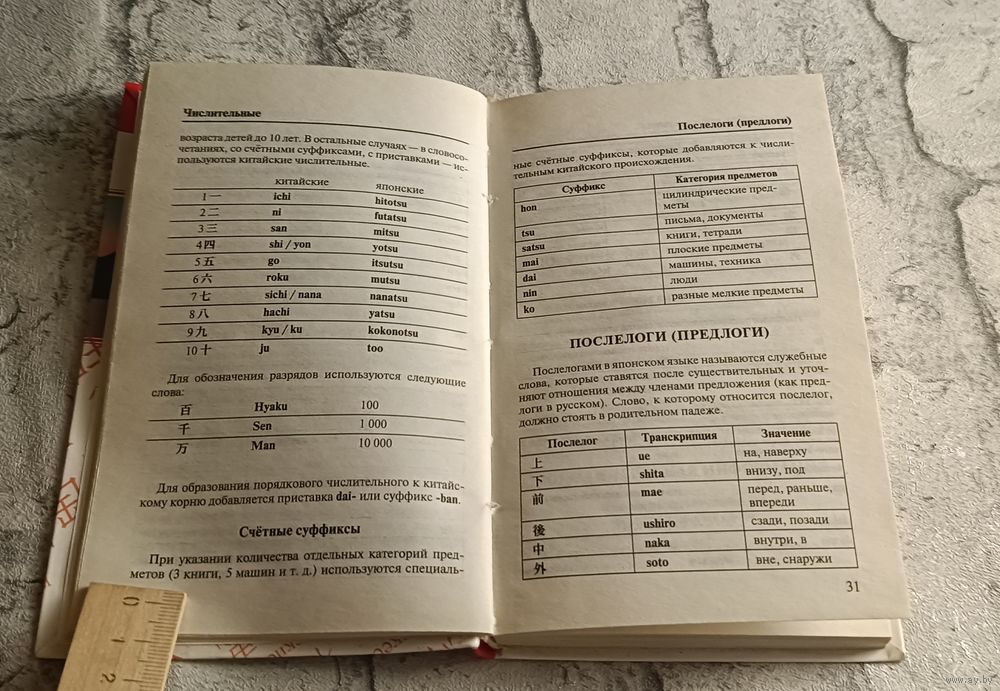 Числительные
возраста детей до 10 лет. В остальные случаях — в словосо-
четаниях, со счётными суффиксами, с приставками — ис-
пользуются китайские числительные.
китайские японские
1 一 ichi hitotsu
2 二 ni futatsu
3 三 san mitsu
4 四 shi / yon yotsu
5 五 go itsutsu
6 六 roku mutsu
7 七 sichi / nana nanatsu
8 八 hachi yatsu
9 九 kyu / ku kokonotsu
10 十 ju too
Для обозначения разрядов используются следующие
слова:
百 Hyaku 100
千 Sen 1 000
万 Man 10 000
Для образования порядкового числительного к китайс-
кому корню добавляется приставка dai- или суффикс -ban.
Счётные суффиксы
При указании количества отдельных категорий пред-
метов (3 книги, 5 машин и т. д.) используются специаль-
Послелоги (предлоги)
ные счётные суффиксы, которые добавляются к числи-
тельным китайского происхождения.
Суффикс Категория предметов
hon цилиндрические пред-
меты
tsu письма, документы
satsu книги, тетради
mai плоские предметы
dai машины, техника
nin люди
ko разные мелкие предметы
ПОСЛЕЛОГИ (ПРЕДЛОГИ)
Послелогами в японском языке называются служебные
слова, которые ставятся после существительных и уточ-
няют отношения между членами предложения (как пред-
логи в русском). Слово, к которому относится послелог,
должно стоять в родительном падеже.
Послелог Транскрипция Значение
上 ue на, наверху
下 shita внизу, под
前 mae перед, раньше,
впереди
後 ushiro сзади, позади
中 naka внутри, в
外 soto вне, снаружи
31
0
1
2
www.ay.by